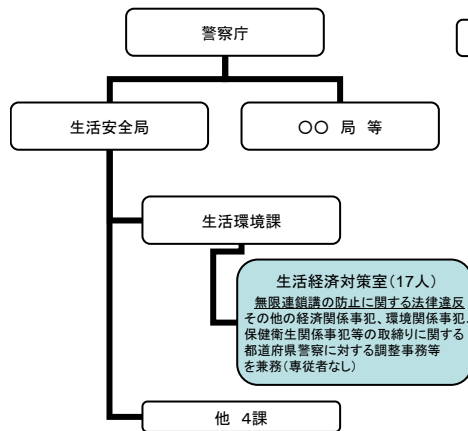 警察庁
生活安全局
〇〇 局 等
生活環境課
生活経済対策室(17人)
無限連鎖講の防止に関する法律違反
その他の経済関係事犯、環境関係事犯、
保健衛生関係事犯等の取締りに関する
都道府県警察に対する調整事務等
を兼務(専従者なし)
他 4課